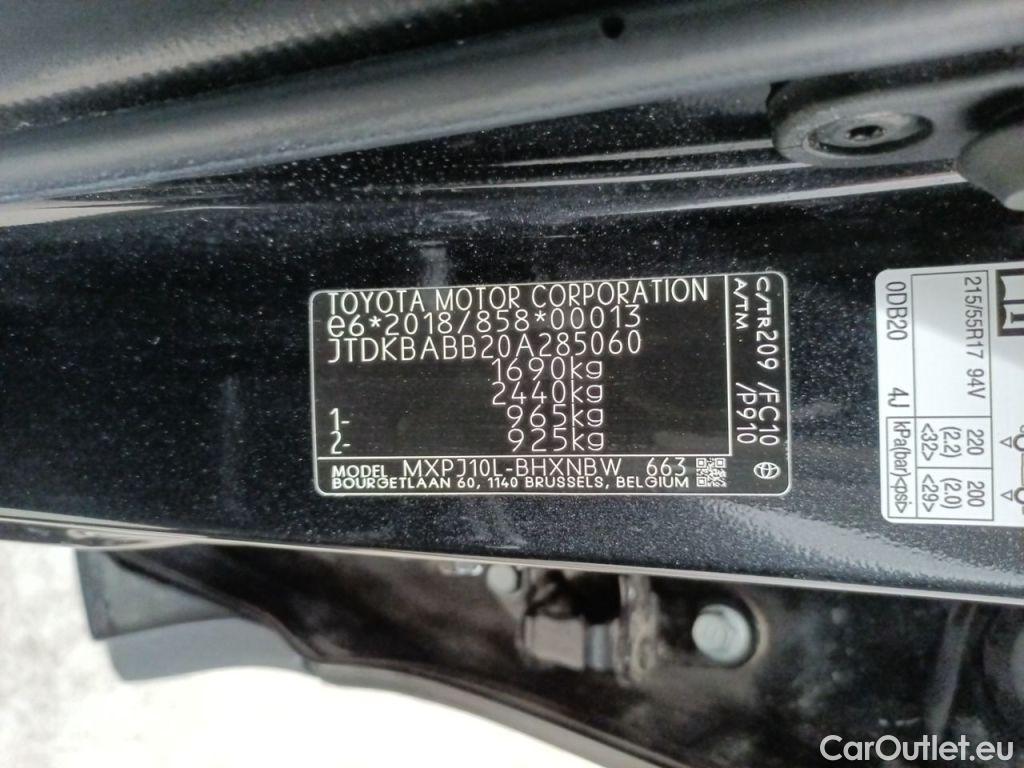 TOYOTA MOTOR CORPORATION
e6*2018/858*00013
JTDKBABB20A285060
1690kg
2440kg
1- 965kg
2- 925kg
MODEL MXPJ10L-BHXNBW 663
BOURGETLAAN 60, 1140 BRUSSELS, BELGIUM
C/TR209 /FC10
A/TM /P910
215/55R17 94V
0DB20 4J
220 200
(2.2) (2.0)
<32> <29>
kPa(bar)<psi>
CarOutlet.eu